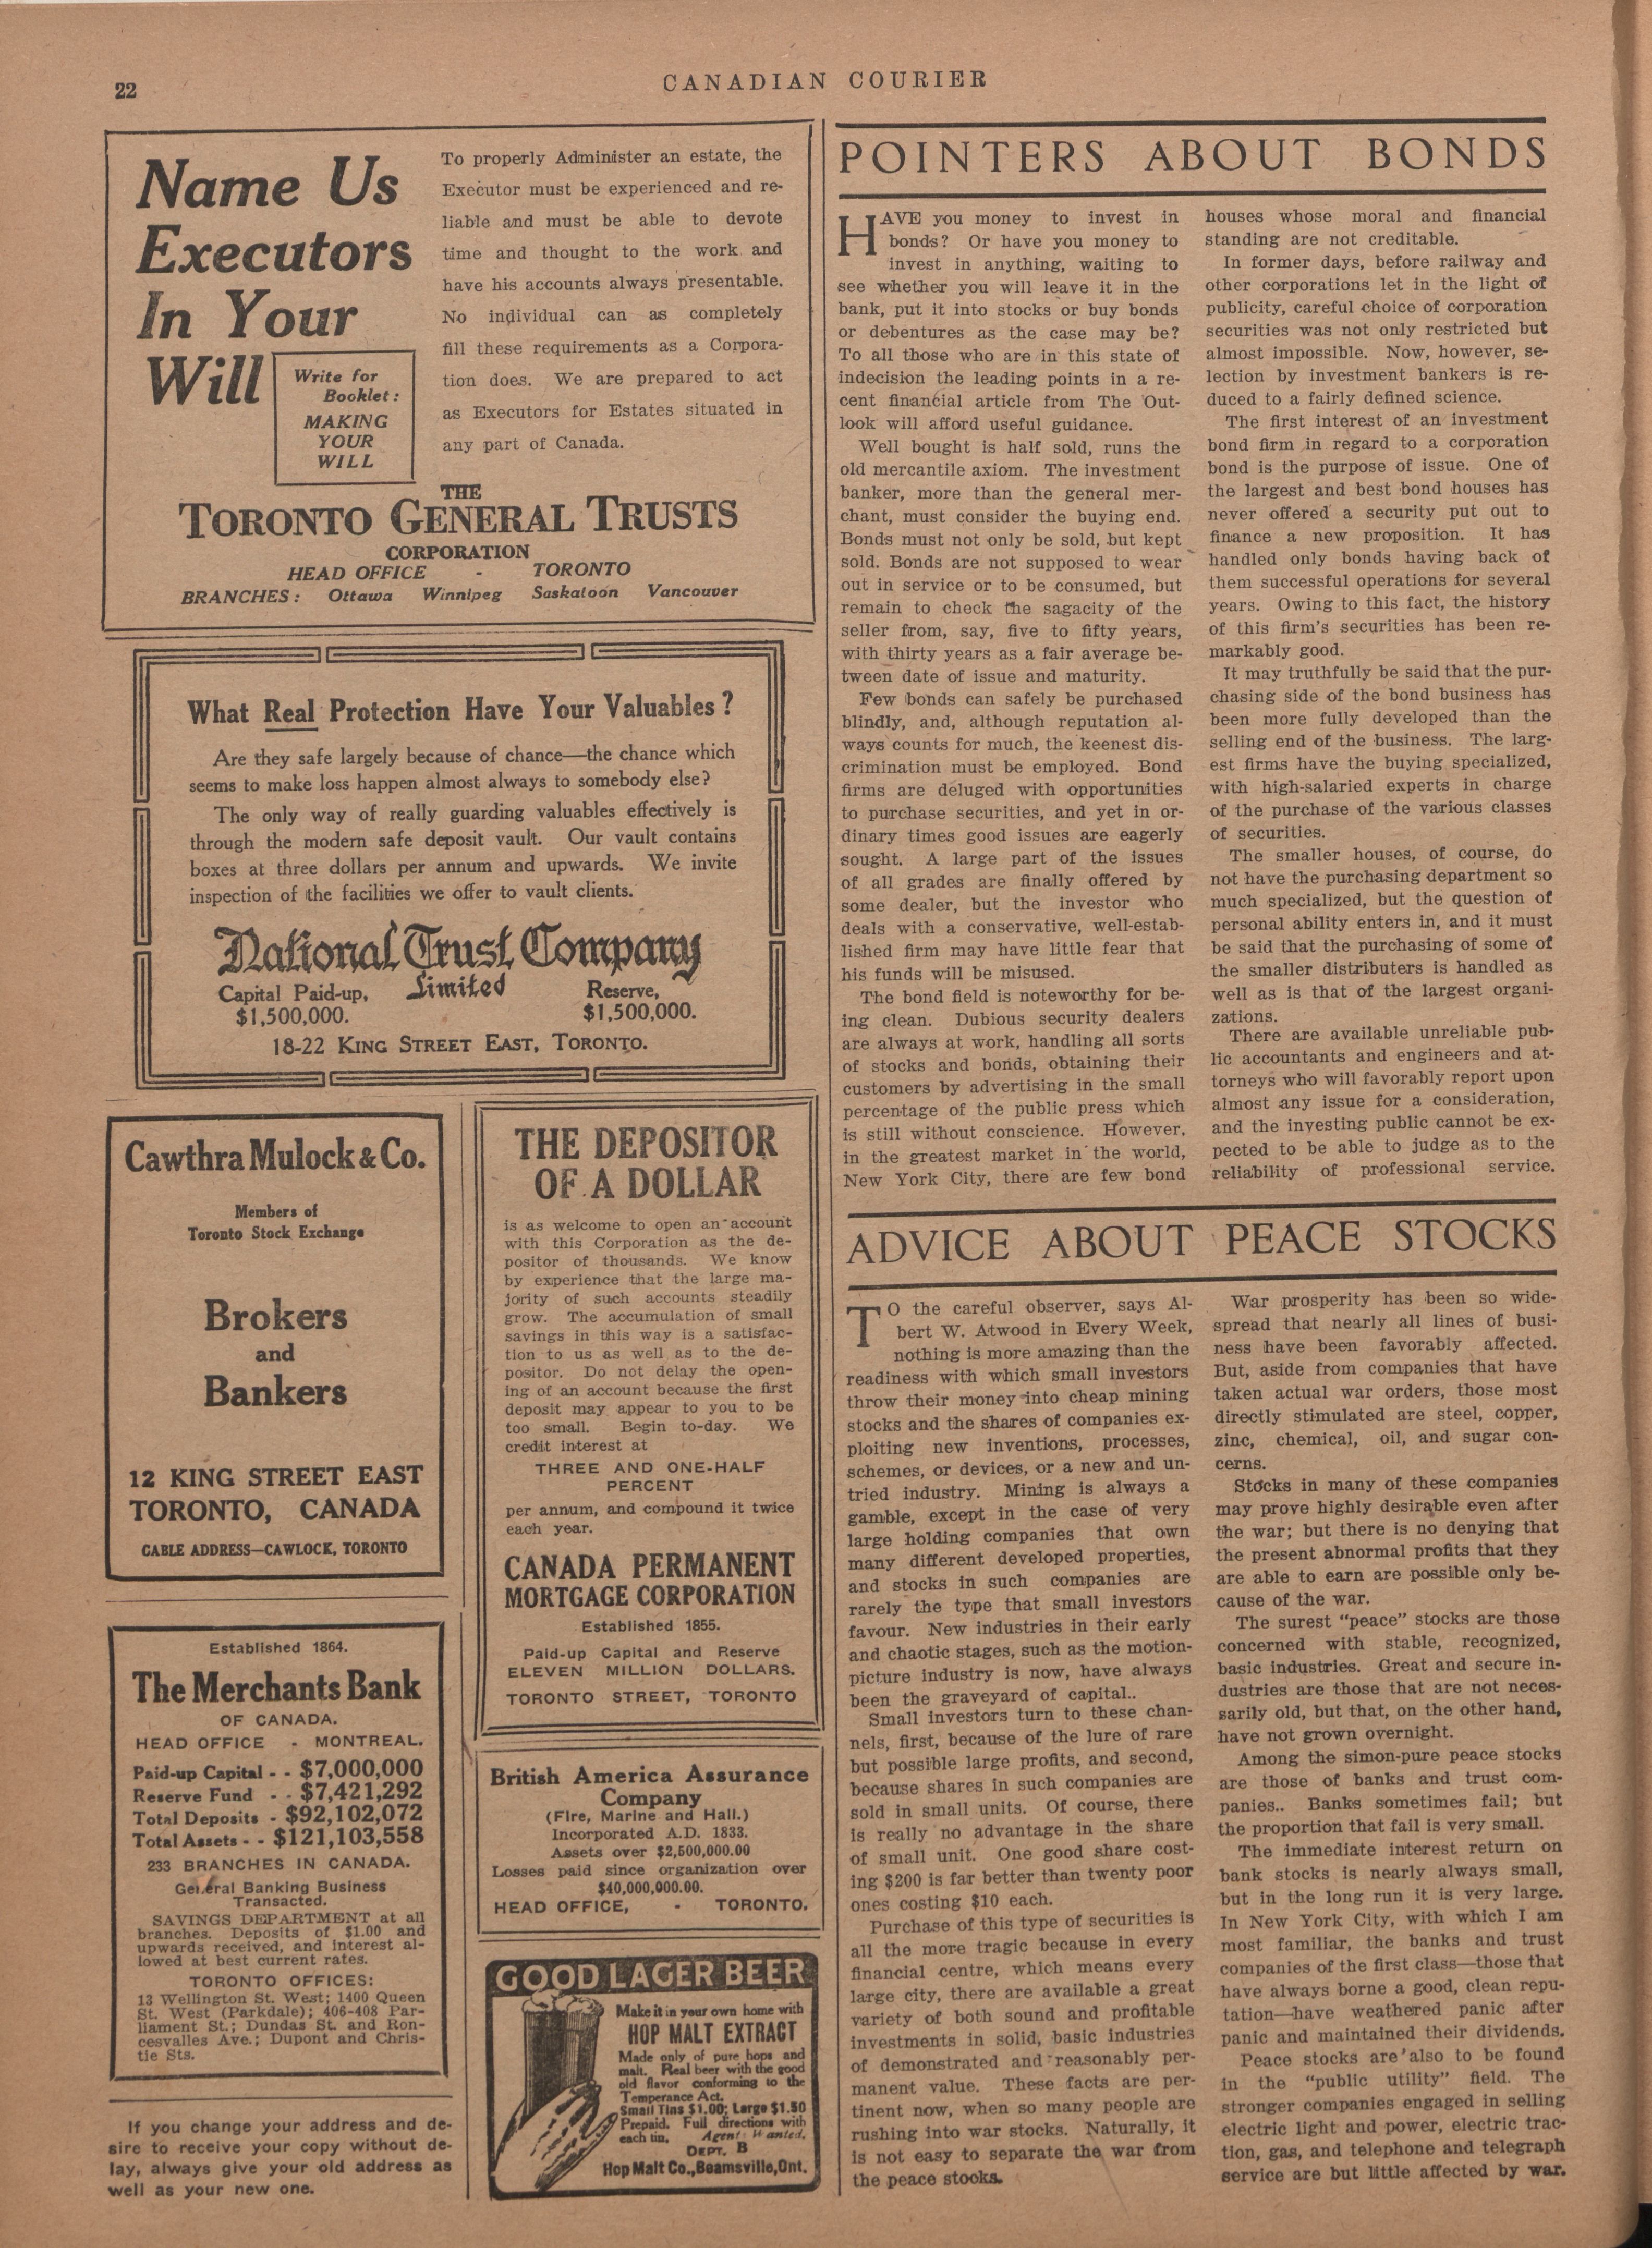 22
CANADIAN COURIER
Name Us
Executors
In Your
Will
Write for
Booklet:
MAKING
YOUR
WILL
To properly Administer an estate, the
Executor must be experienced and re-
liable and must be able to devote
time and thought to the work and
have his accounts always presentable.
No individual can as completely
fill these requirements as a Corpora-
tion does. We are prepared to act
as Executors for Estates situated in
any part of Canada.
THE
TORONTO GENERAL TRUSTS
CORPORATION
HEAD OFFICE - TORONTO
BRANCHES: Ottawa Winnipeg Saskatoon Vancouver
What Real Protection Have Your Valuables?
Are they safe largely because of chance—the chance which
seems to make loss happen almost always to somebody else?
The only way of really guarding valuables effectively is
through the modern safe deposit vault. Our vault contains
boxes at three dollars per annum and upwards. We invite
inspection of the facilities we offer to vault clients.
National Trust Company
Limited
Capital Paid-up,
$1,500,000.
Reserve,
$1,500,000.
18-22 KING STREET EAST, TORONTO.
Cawthra Mulock & Co.
Members of
Toronto Stock Exchange
Brokers
and
Bankers
12 KING STREET EAST
TORONTO, CANADA
CABLE ADDRESS—CAWLOCK, TORONTO
Established 1864.
The Merchants Bank
OF CANADA.
HEAD OFFICE - MONTREAL.
Paid-up Capital - - $7,000,000
Reserve Fund - - $7,421,292
Total Deposits - $92,102,072
Total Assets - - $121,103,558
233 BRANCHES IN CANADA.
General Banking Business
Transacted.
SAVINGS DEPARTMENT at all
branches. Deposits of $1.00 and
upwards received, and interest al-
lowed at best current rates.
TORONTO OFFICES:
13 Wellington St. West; 1400 Queen
St. West (Parkdale); 406-408 Par-
liament St.; Dundas St. and Ron-
cesvalles Ave.; Dupont and Chris-
tie Sts.
If you change your address and de-
sire to receive your copy without de-
lay, always give your old address as
well as your new one.
THE DEPOSITOR
OF A DOLLAR
is as welcome to open an account
with this Corporation as the de-
positor of thousands. We know
by experience that the large ma-
jority of such accounts steadily
grow. The accumulation of small
savings in this way is a satisfac-
tion to us as well as to the de-
positor. Do not delay the open-
ing of an account because the first
deposit may appear to you to be
too small. Begin to-day. We
credit interest at
THREE AND ONE-HALF
PERCENT
per annum, and compound it twice
each year.
CANADA PERMANENT
MORTGAGE CORPORATION
Established 1855.
Paid-up Capital and Reserve
ELEVEN MILLION DOLLARS.
TORONTO STREET, TORONTO
British America Assurance
Company
(Fire, Marine and Hail.)
Incorporated A.D. 1833.
Assets over $2,500,000.00
Losses paid since organization over
$40,000,000.00.
HEAD OFFICE, - TORONTO.
GOOD LAGER BEER
Make it in your own home with
HOP MALT EXTRACT
Made only of pure hops and
malt. Real beer with the good
old flavor conforming to the
Temperance Act.
Small Tins $1.00; Large $1.50
Prepaid. Full directions with
each tin. Agents Wanted.
DEPT. B
Hop Malt Co., Beamsville, Ont.
POINTERS ABOUT BONDS
HAVE you money to invest in
bonds? Or have you money to
invest in anything, waiting to
see whether you will leave it in the
bank, put it into stocks or buy bonds
or debentures as the case may be?
To all those who are in this state of
indecision the leading points in a re-
cent financial article from The Out-
look will afford useful guidance.
Well bought is half sold, runs the
old mercantile axiom. The investment
banker, more than the general mer-
chant, must consider the buying end.
Bonds must not only be sold, but kept
sold. Bonds are not supposed to wear
out in service or to be consumed, but
remain to check the sagacity of the
seller from, say, five to fifty years,
with thirty years as a fair average be-
tween date of issue and maturity.
Few bonds can safely be purchased
blindly, and, although reputation al-
ways counts for much, the keenest dis-
crimination must be employed. Bond
firms are deluged with opportunities
to purchase securities, and yet in or-
dinary times good issues are eagerly
sought. A large part of the issues
of all grades are finally offered by
some dealer, but the investor who
deals with a conservative, well-estab-
lished firm may have little fear that
his funds will be misused.
The bond field is noteworthy for be-
ing clean. Dubious security dealers
are always at work, handling all sorts
of stocks and bonds, obtaining their
customers by advertising in the small
percentage of the public press which
is still without conscience. However,
in the greatest market in the world,
New York City, there are few bond
houses whose moral and financial
standing are not creditable.
In former days, before railway and
other corporations let in the light of
publicity, careful choice of corporation
securities was not only restricted but
almost impossible. Now, however, se-
lection by investment bankers is re-
duced to a fairly defined science.
The first interest of an investment
bond firm in regard to a corporation
bond is the purpose of issue. One of
the largest and best bond houses has
never offered a security put out to
finance a new proposition. It has
handled only bonds having back of
them successful operations for several
years. Owing to this fact, the history
of this firm's securities has been re-
markably good.
It may truthfully be said that the pur-
chasing side of the bond business has
been more fully developed than the
selling end of the business. The larg-
est firms have the buying specialized,
with high-salaried experts in charge
of the purchase of the various classes
of securities.
The smaller houses, of course, do
not have the purchasing department so
much specialized, but the question of
personal ability enters in, and it must
be said that the purchasing of some of
the smaller distributers is handled as
well as is that of the largest organi-
zations.
There are available unreliable pub-
lic accountants and engineers and at-
torneys who will favorably report upon
almost any issue for a consideration,
and the investing public cannot be ex-
pected to be able to judge as to the
reliability of professional service.
ADVICE ABOUT PEACE STOCKS
TO the careful observer, says Al-
bert W. Atwood in Every Week,
nothing is more amazing than the
readiness with which small investors
throw their money into cheap mining
stocks and the shares of companies ex-
ploiting new inventions, processes,
schemes, or devices, or a new and un-
tried industry. Mining is always a
gamble, except in the case of very
large holding companies that own
many different developed properties,
and stocks in such companies are
rarely the type that small investors
favour. New industries in their early
and chaotic stages, such as the motion-
picture industry is now, have always
been the graveyard of capital..
Small investors turn to these chan-
nels, first, because of the lure of rare
but possible large profits, and second,
because shares in such companies are
sold in small units. Of course, there
is really no advantage in the share
of small unit. One good share cost-
ing $200 is far better than twenty poor
ones costing $10 each.
Purchase of this type of securities is
all the more tragic because in every
financial centre, which means every
large city, there are available a great
variety of both sound and profitable
investments in solid, basic industries
of demonstrated and reasonably per-
manent value. These facts are per-
tinent now, when so many people are
rushing into war stocks. Naturally, it
is not easy to separate the war from
the peace stocks.
War prosperity has been so wide-
spread that nearly all lines of busi-
ness have been favorably affected.
But, aside from companies that have
taken actual war orders, those most
directly stimulated are steel, copper,
zinc, chemical, oil, and sugar con-
cerns.
Stocks in many of these companies
may prove highly desirable even after
the war; but there is no denying that
the present abnormal profits that they
are able to earn are possible only be-
cause of the war.
The surest "peace" stocks are those
concerned with stable, recognized,
basic industries. Great and secure in-
dustries are those that are not neces-
sarily old, but that, on the other hand,
have not grown overnight.
Among the simon-pure peace stocks
are those of banks and trust com-
panies.. Banks sometimes fail; but
the proportion that fail is very small.
The immediate interest return on
bank stocks is nearly always small,
but in the long run it is very large.
In New York City, with which I am
most familiar, the banks and trust
companies of the first class—those that
have always borne a good, clean repu-
tation—have weathered panic after
panic and maintained their dividends.
Peace stocks are also to be found
in the "public utility" field. The
stronger companies engaged in selling
electric light and power, electric trac-
tion, gas, and telephone and telegraph
service are but little affected by war.